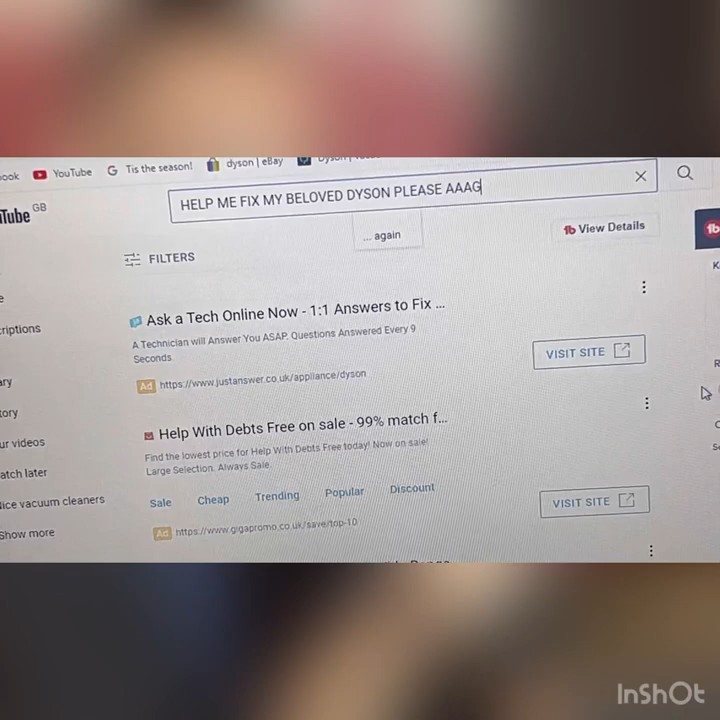 ook YouTube Tis the season! dyson | eBay
Tube GB
HELP ME FIX MY BELOVED DYSON PLEASE AAAG
... again
View Details
FILTERS
Ask a Tech Online Now - 1:1 Answers to Fix ...
A Technician will Answer You ASAP. Questions Answered Every 9
Seconds.
VISIT SITE
Ad https://www.justanswer.co.uk/appliance/dyson
criptions
ary
tory
ur videos
atch later
lice vacuum cleaners
Show more
Help With Debts Free on sale - 99% match f...
Find the lowest price for Help With Debts Free today! Now on sale!
Large Selection. Always Sale.
Sale Cheap Trending Popular Discount
VISIT SITE
Ad https://www.gigapromo.co.uk/save/top-10
InShOt